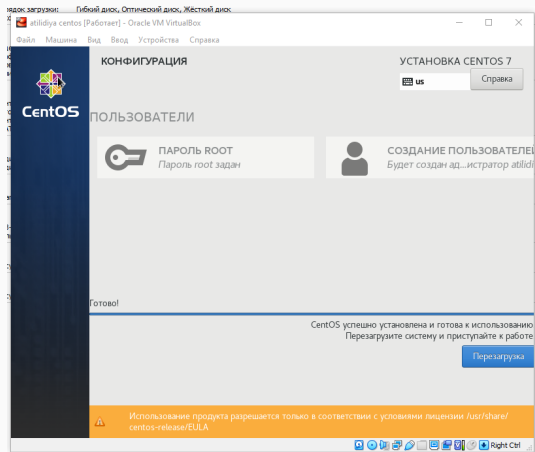 рядок загрузки: Гибкий диск, Оптический диск, Жёсткий диск
atilidiya centos [Работает] - Oracle VM VirtualBox
Файл Машина Вид Ввод Устройства Справка
КОНФИГУРАЦИЯ
УСТАНОВКА CENTOS 7
us
Справка
CentOS
ПОЛЬЗОВАТЕЛИ
ПАРОЛЬ ROOT
Пароль root задан
СОЗДАНИЕ ПОЛЬЗОВАТЕЛЕ
Будет создан ад...истратор atilidi
Готово!
CentOS успешно установлена и готова к использованию
Перезагрузите систему и приступайте к работе
Перезагрузка
Использование продукта разрешается только в соответствии с условиями лицензии /usr/share/
centos-release/EULA
Right Ctrl